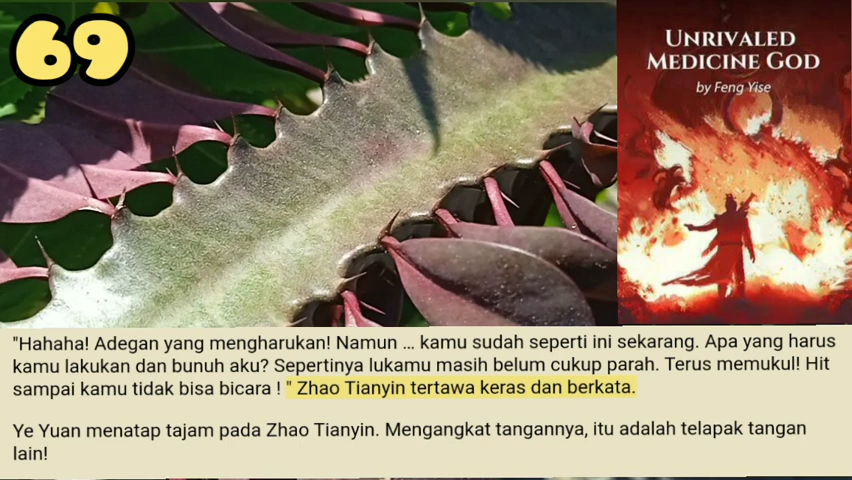 69
UNRIVALED
MEDICINE GOD
by Feng Yise
"Hahaha! Adegan yang mengharukan! Namun … kamu sudah seperti ini sekarang. Apa yang harus
kamu lakukan dan bunuh aku? Sepertinya lukamu masih belum cukup parah. Terus memukul! Hit
sampai kamu tidak bisa bicara ! " Zhao Tianyin tertawa keras dan berkata.
Ye Yuan menatap tajam pada Zhao Tianyin. Mengangkat tangannya, itu adalah telapak tangan
lain!